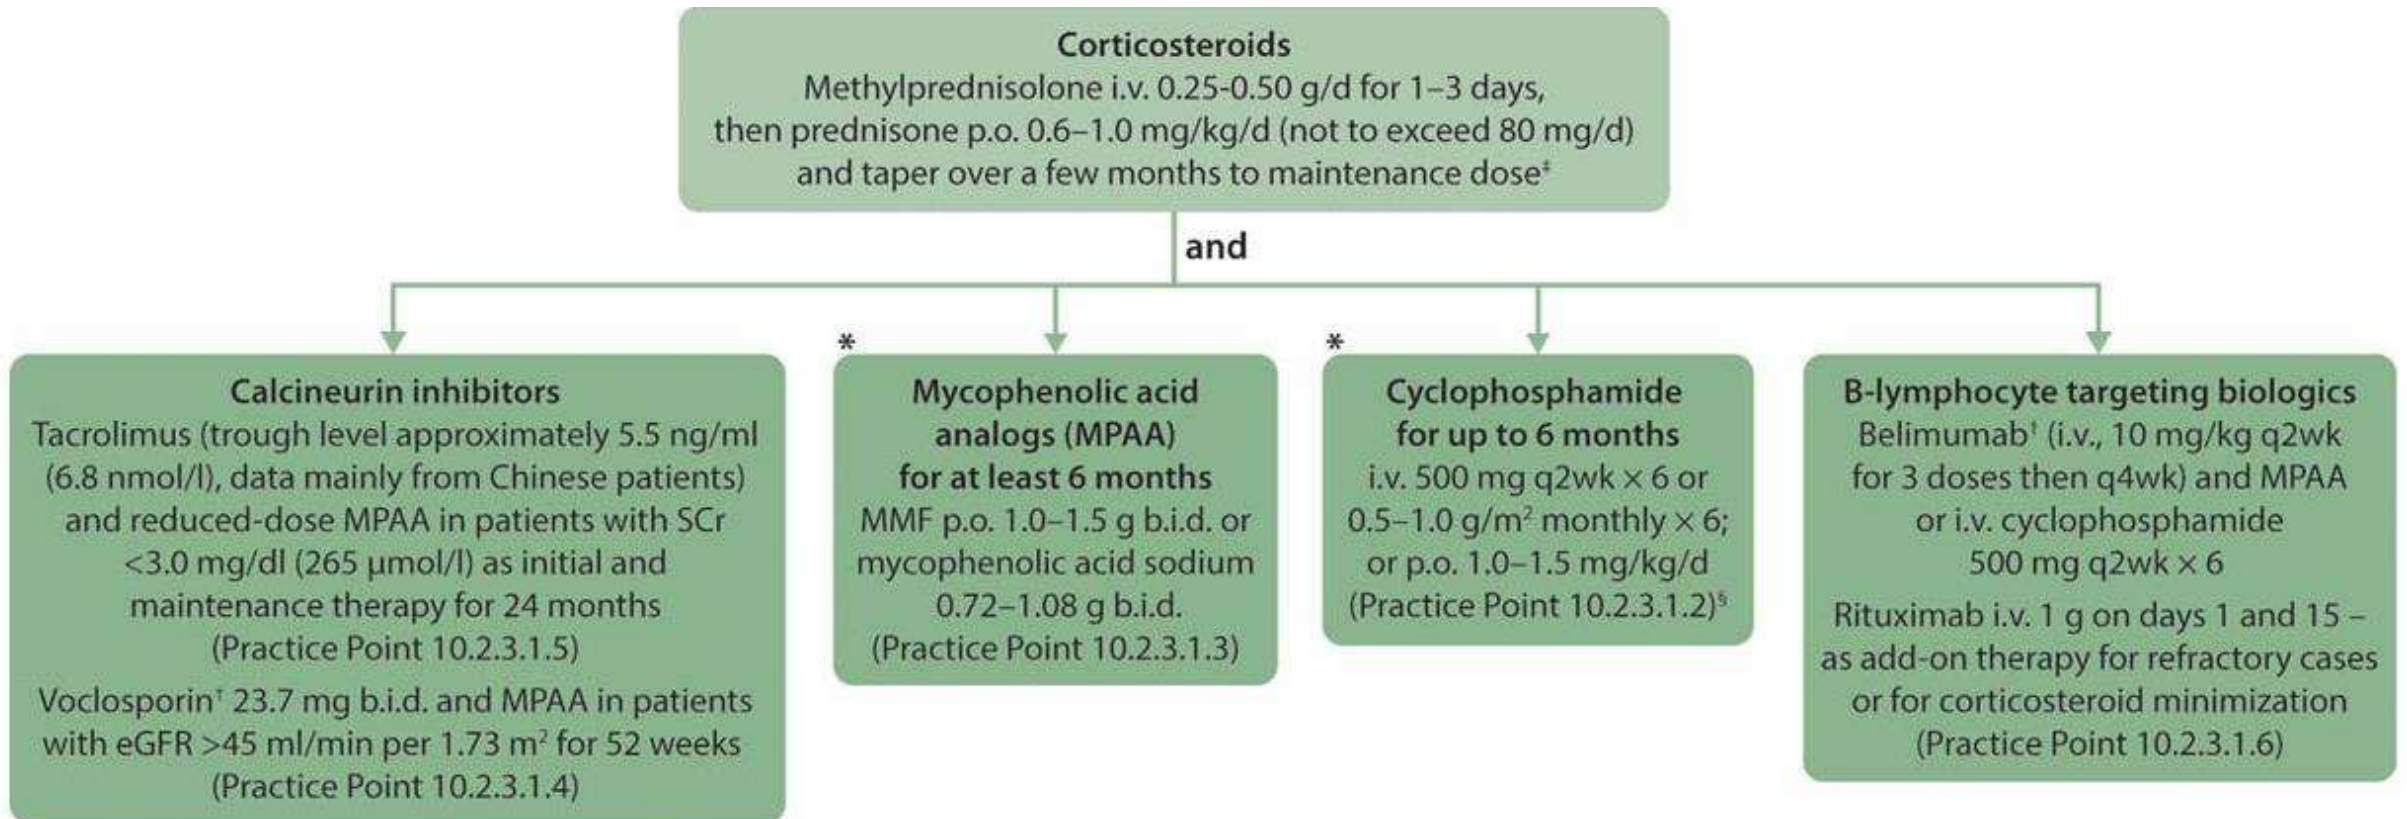 Corticosteroids
Methylprednisolone i.v. 0.25-0.50 g/d for 1–3 days,
then prednisone p.o. 0.6–1.0 mg/kg/d (not to exceed 80 mg/d)
and taper over a few months to maintenance dose‡
and
Calcineurin inhibitors
Tacrolimus (trough level approximately 5.5 ng/ml
(6.8 nmol/l), data mainly from Chinese patients)
and reduced-dose MPAA in patients with SCr
<3.0 mg/dl (265 μmol/l) as initial and
maintenance therapy for 24 months
(Practice Point 10.2.3.1.5)
Voclosporin† 23.7 mg b.i.d. and MPAA in patients
with eGFR >45 ml/min per 1.73 m² for 52 weeks
(Practice Point 10.2.3.1.4)
*
Mycophenolic acid
analogs (MPAA)
for at least 6 months
MMF p.o. 1.0–1.5 g b.i.d. or
mycophenolic acid sodium
0.72–1.08 g b.i.d.
(Practice Point 10.2.3.1.3)
*
Cyclophosphamide
for up to 6 months
i.v. 500 mg q2wk × 6 or
0.5–1.0 g/m² monthly × 6;
or p.o. 1.0–1.5 mg/kg/d
(Practice Point 10.2.3.1.2)§
B-lymphocyte targeting biologics
Belimumab† (i.v., 10 mg/kg q2wk
for 3 doses then q4wk) and MPAA
or i.v. cyclophosphamide
500 mg q2wk × 6
Rituximab i.v. 1 g on days 1 and 15 –
as add-on therapy for refractory cases
or for corticosteroid minimization
(Practice Point 10.2.3.1.6)